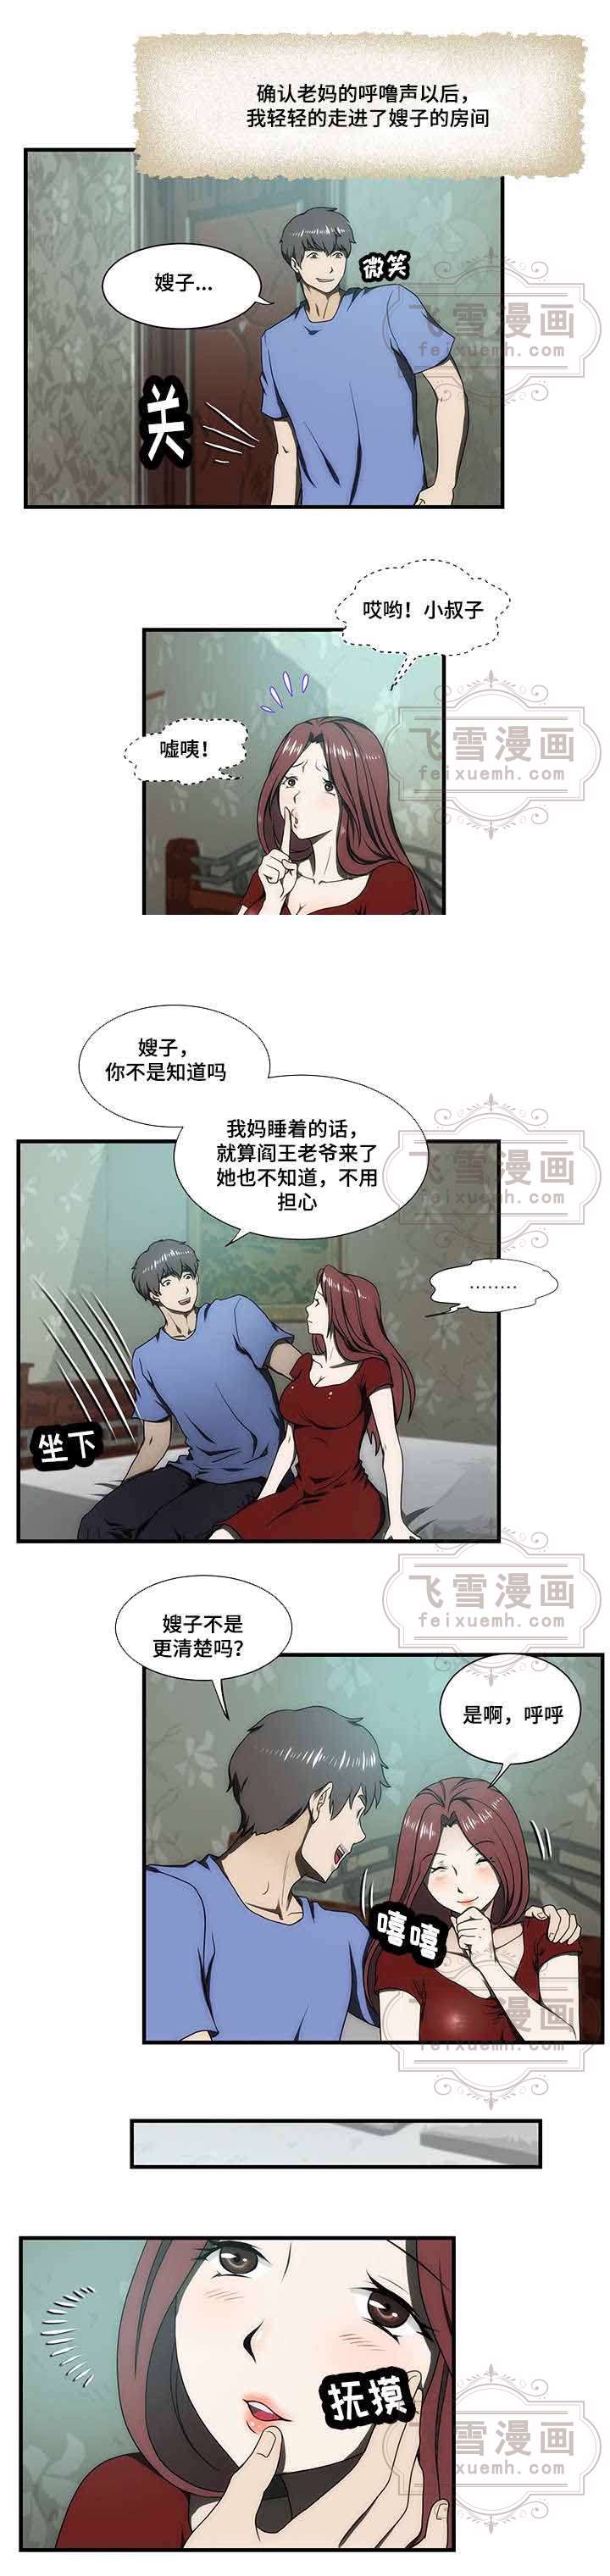 确认老妈的呼噜声以后，
我轻轻的走进了嫂子的房间
嫂子...
微笑
飞雪漫画
feixuemh.com
关
哎哟！小叔子
嘘咦！
飞雪漫画
feixuemh.com
嫂子，
你不是知道吗
我妈睡着的话，
就算阎王老爷来了
她也不知道，不用
担心
飞雪漫画
feixuemh.com
........
坐下
飞雪漫画
feixuemh.com
嫂子不是
更清楚吗？
是啊，呼呼
嘻嘻
飞雪漫画
feixuemh.com
抚摸
飞雪漫画
feixuemh.com